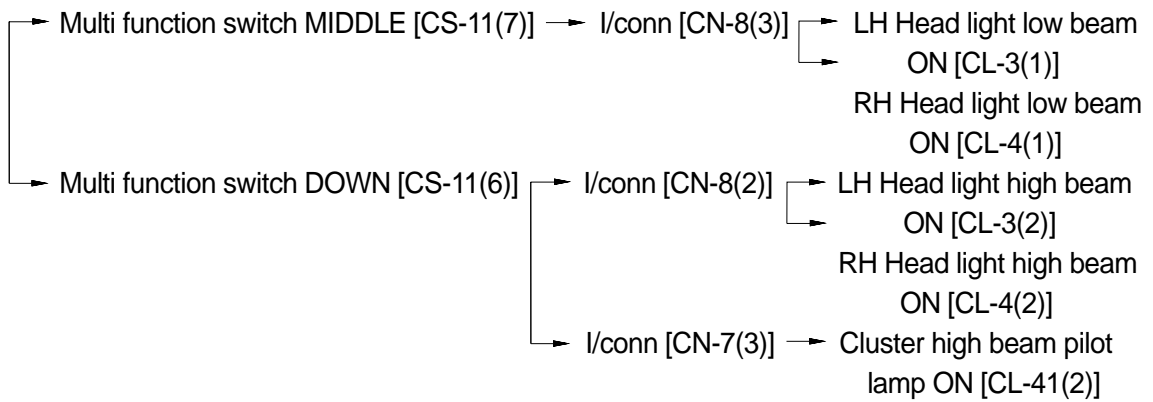 Multi function switch MIDDLE [CS-11(7)] → I/conn [CN-8(3)] → LH Head light low beam
ON [CL-3(1)]
RH Head light low beam
ON [CL-4(1)]
Multi function switch DOWN [CS-11(6)] → I/conn [CN-8(2)] → LH Head light high beam
ON [CL-3(2)]
RH Head light high beam
ON [CL-4(2)]
I/conn [CN-7(3)] → Cluster high beam pilot
lamp ON [CL-41(2)]